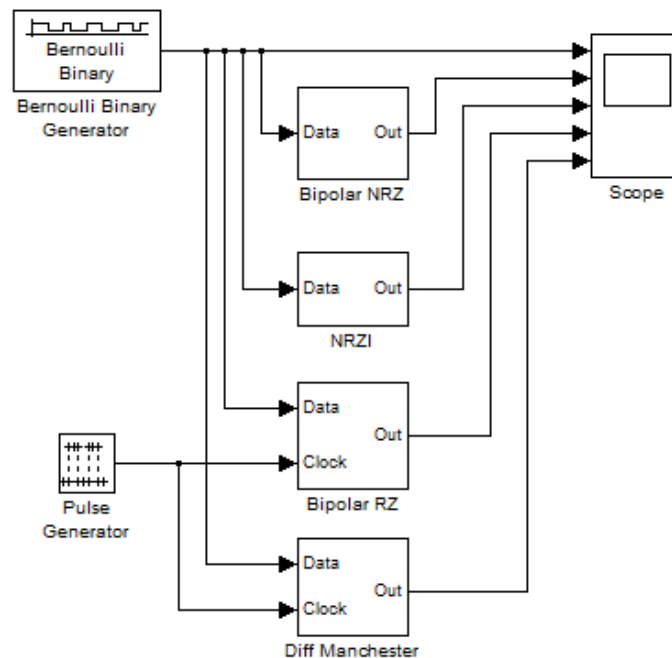 Bernoulli
Binary
Bernoulli Binary
Generator
Data Out
Bipolar NRZ
Scope
Data Out
NRZI
Data
Out
Clock
Bipolar RZ
Pulse
Generator
Data
Out
Clock
Diff Manchester